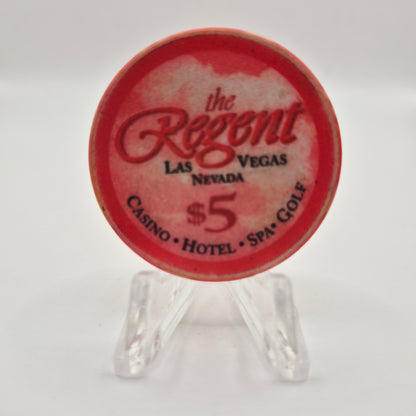 the
Regent
LAS VEGAS
NEVADA
$5
CASINO • HOTEL • SPA • GOLF